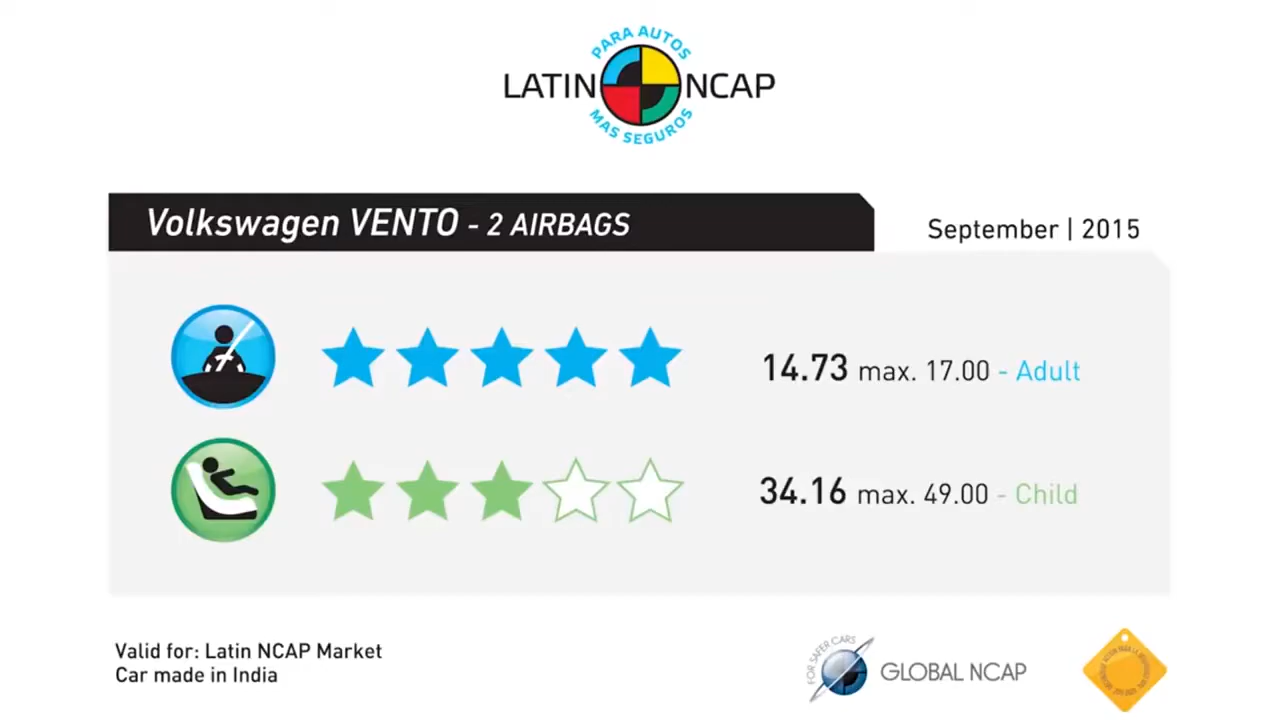 PARA AUTOS
LATIN NCAP
MAS SEGUROS
Volkswagen VENTO - 2 AIRBAGS
September | 2015
14.73 max. 17.00 - Adult
34.16 max. 49.00 - Child
Valid for: Latin NCAP Market
Car made in India
FOR SAFER CARS
GLOBAL NCAP